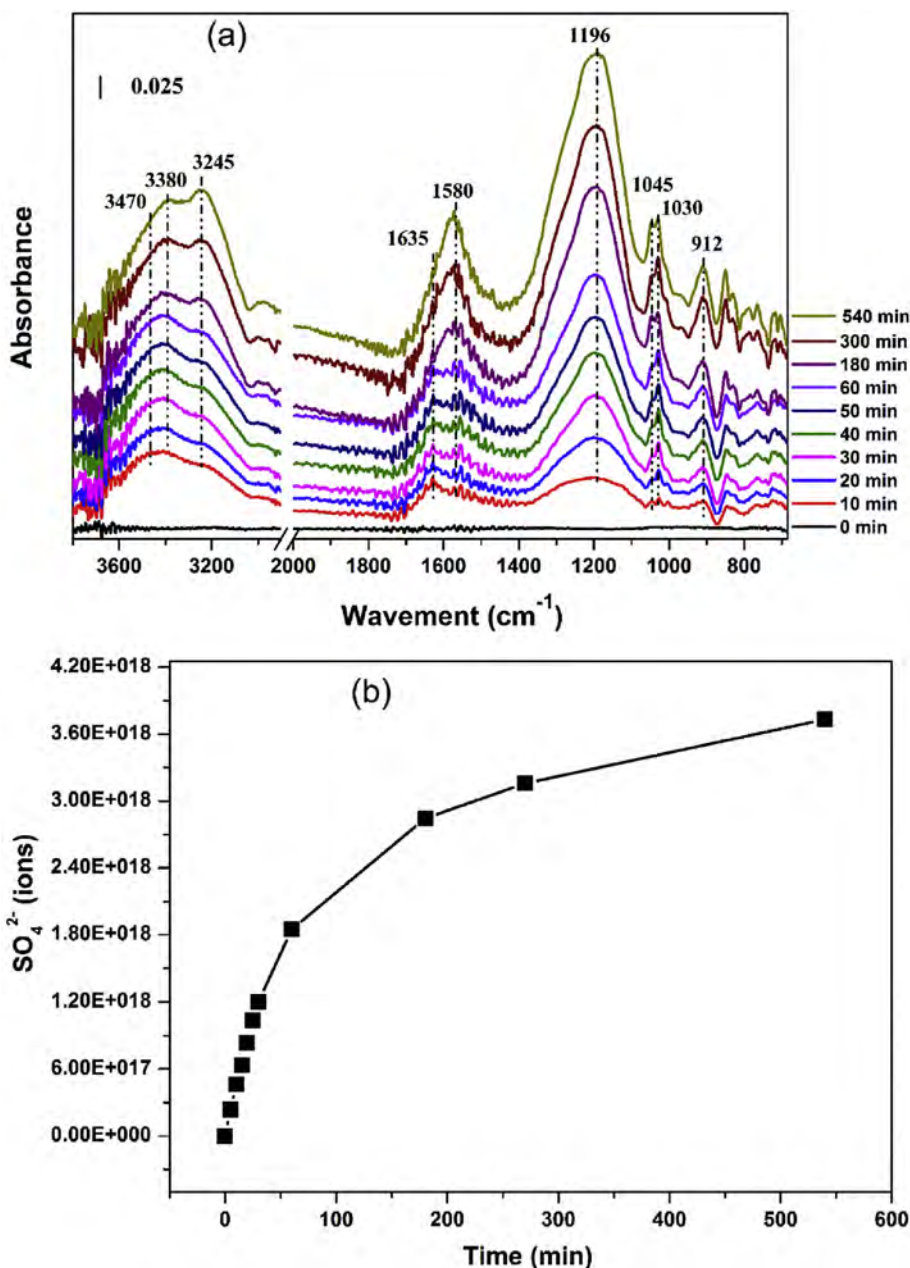 (a)
0.025
1196
3470
3380
3245
1635
1580
1045
1030
912
Absorbance
540 min
300 min
180 min
60 min
50 min
40 min
30 min
20 min
10 min
0 min
3600 3200 2000 1800 1600 1400 1200 1000 800
Wavement (cm⁻¹)
(b)
4.20E+018
3.60E+018
3.00E+018
2.40E+018
1.80E+018
1.20E+018
6.00E+017
0.00E+000
SO₄²⁻ (ions)
0 100 200 300 400 500 600
Time (min)